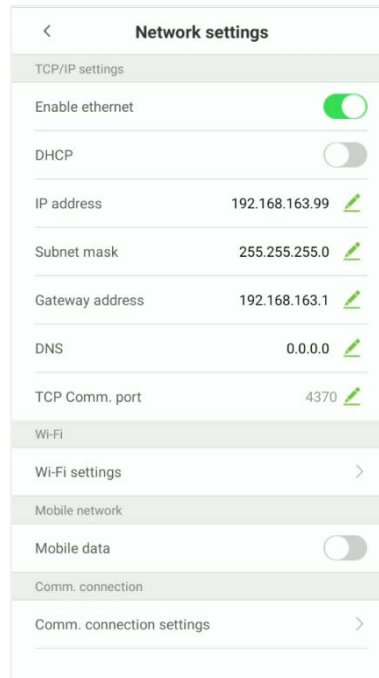 Network settings
TCP/IP settings
Enable ethernet
DHCP
IP address 192.168.163.99
Subnet mask 255.255.255.0
Gateway address 192.168.163.1
DNS 0.0.0.0
TCP Comm. port 4370
Wi-Fi
Wi-Fi settings
Mobile network
Mobile data
Comm. connection
Comm. connection settings